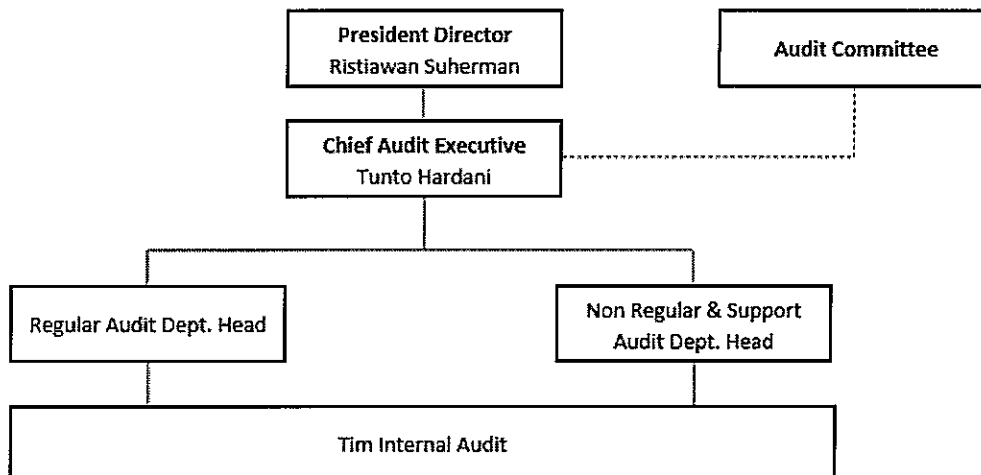 President Director
Ristiawan Suherman
Audit Committee
Chief Audit Executive
Tunto Hardani
Regular Audit Dept. Head
Non Regular & Support
Audit Dept. Head
Tim Internal Audit